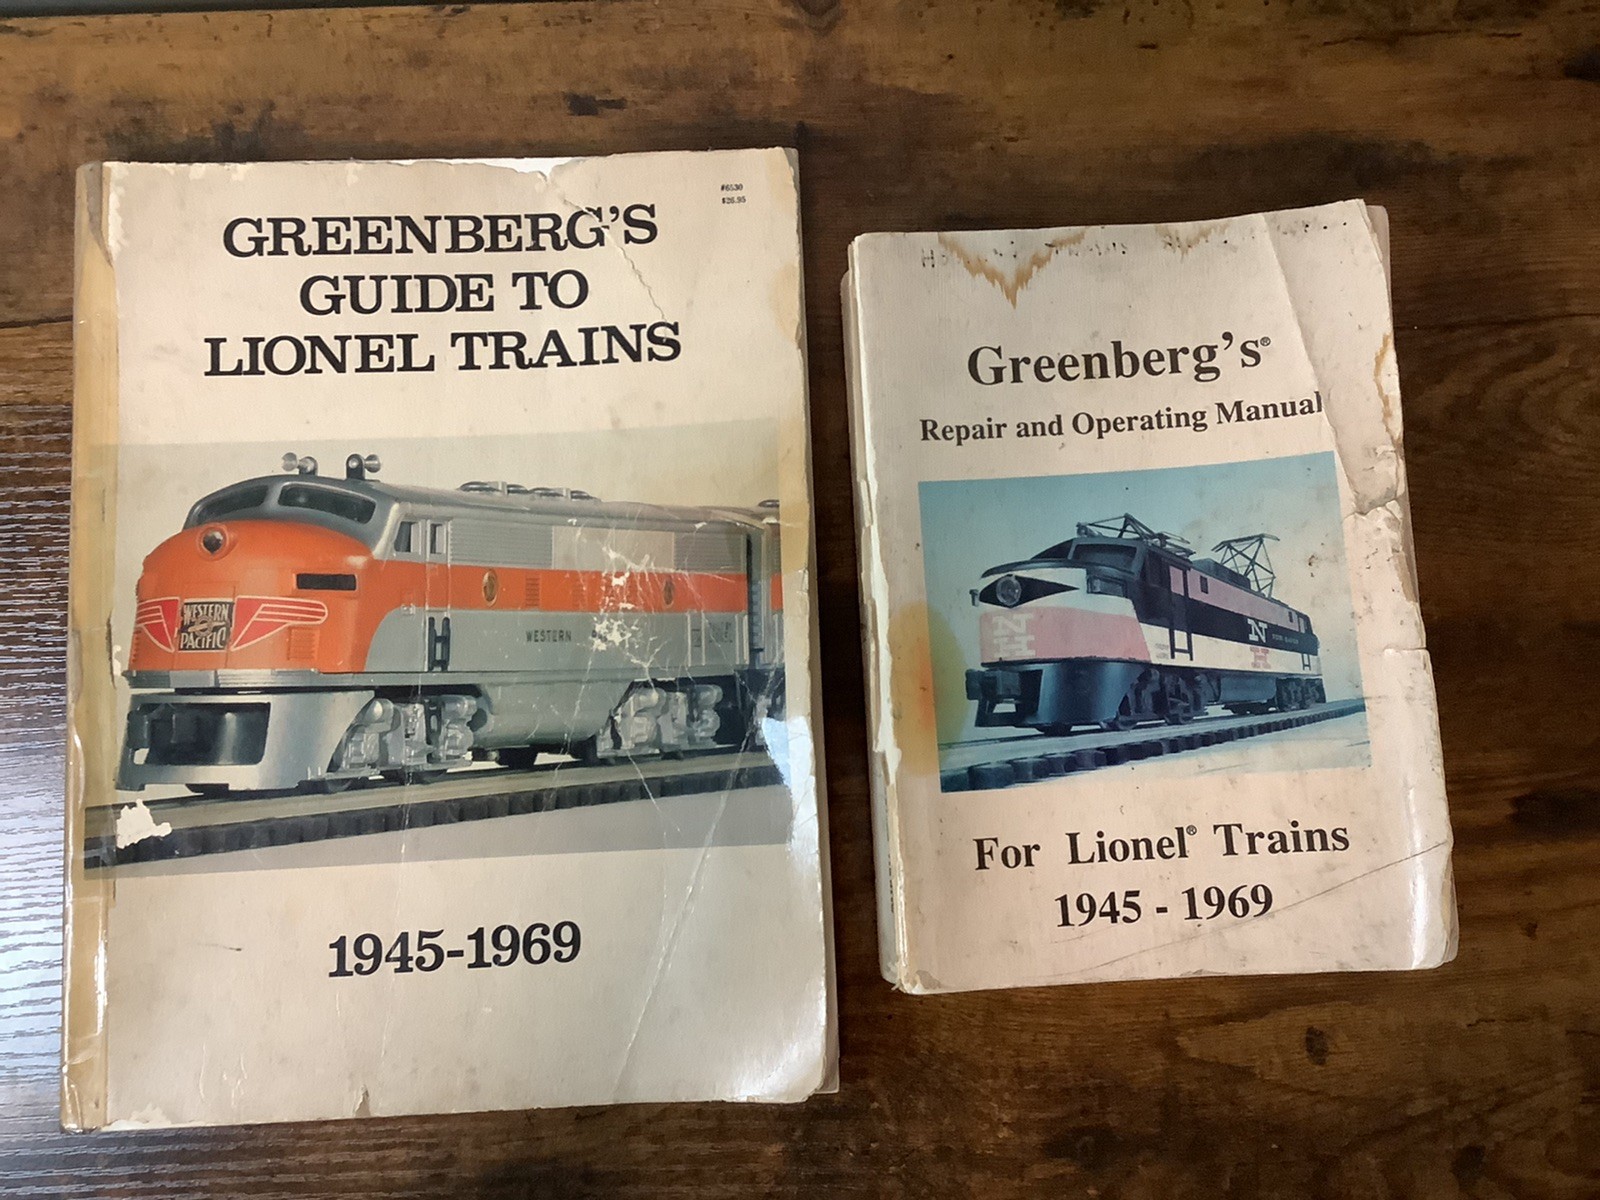 #6530
$26.95
GREENBERG'S
GUIDE TO
LIONEL TRAINS
WESTERN
PACIFIC
WESTERN
1945-1969
Greenberg's®
Repair and Operating Manual
NH
N
H
For Lionel® Trains
1945 - 1969